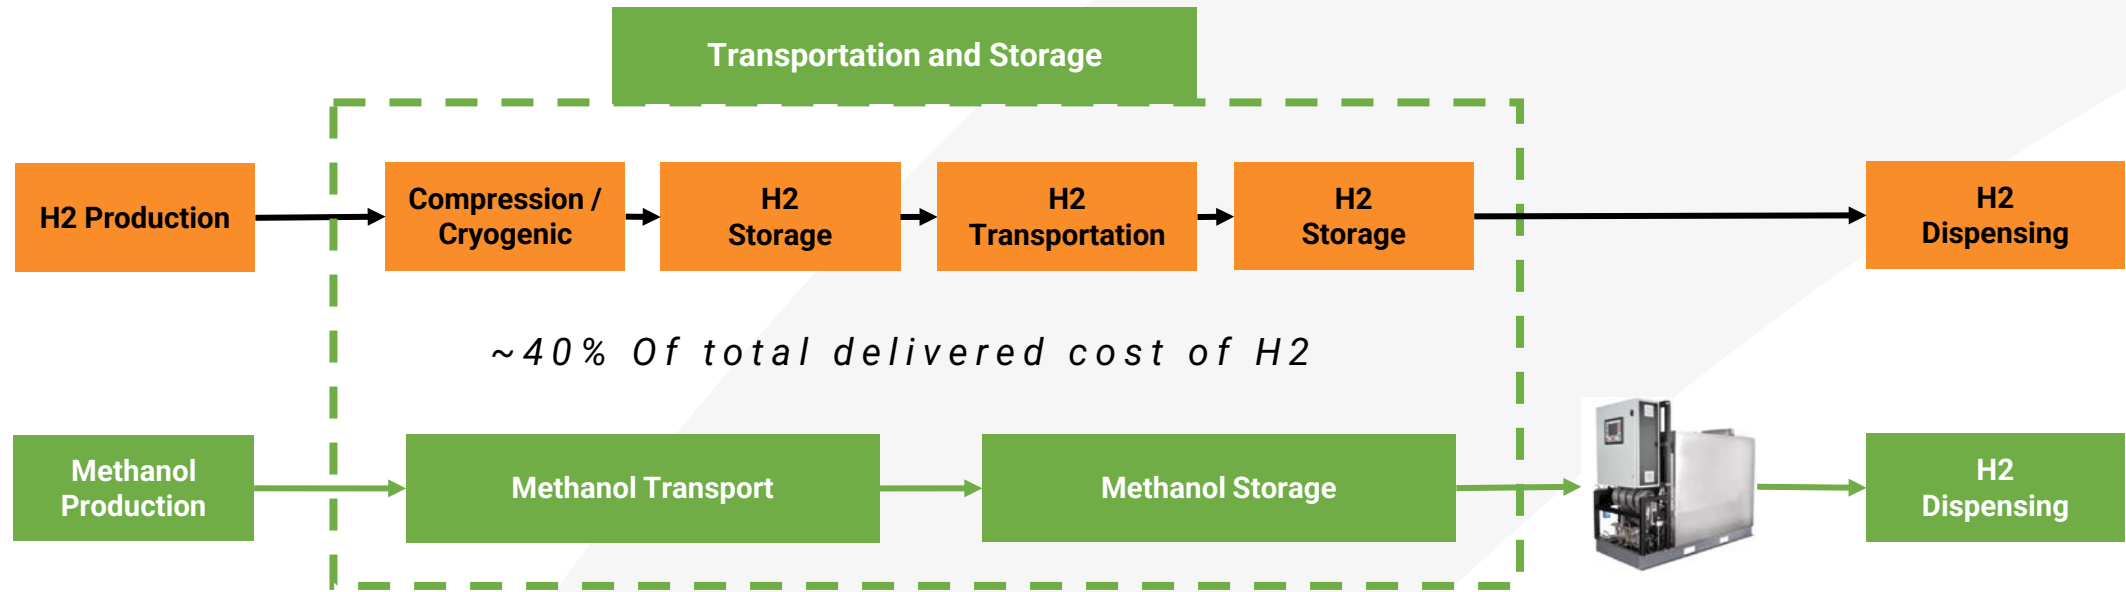 Transportation and Storage
H2 Production
Compression /
Cryogenic
H2
Storage
H2
Transportation
H2
Storage
H2
Dispensing
~40% Of total delivered cost of H2
Methanol
Production
Methanol Transport
Methanol Storage
H2
Dispensing